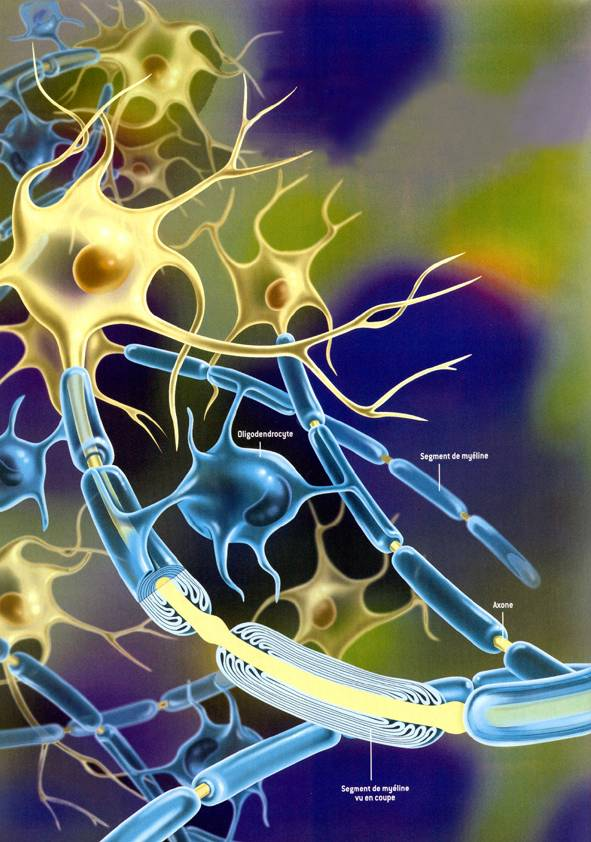 Oligodendrocyte
Segment de myéline
Axone
Segment de myéline
vu en coupe